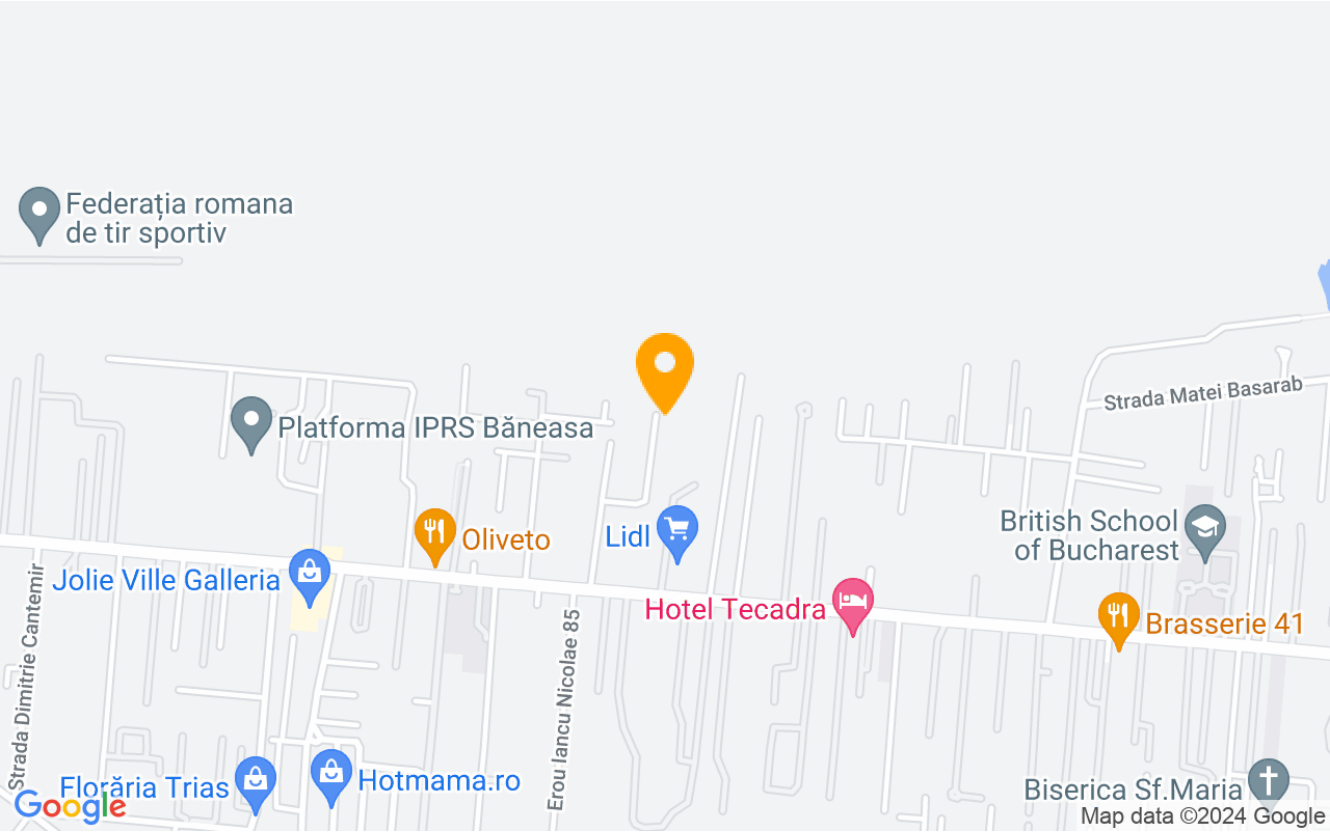 Federația romana
de tir sportiv
Strada Matei Basarab
Platforma IPRS Băneasa
British School
of Bucharest
Oliveto
Lidl
Jolie Ville Galleria
Hotel Tecadra
Brasserie 41
Strada Dimitrie Cantemir
Erou Iancu Nicolae 85
Florăria Trias
Hotmama.ro
Biserica Sf.Maria
Google
Map data ©2024 Google